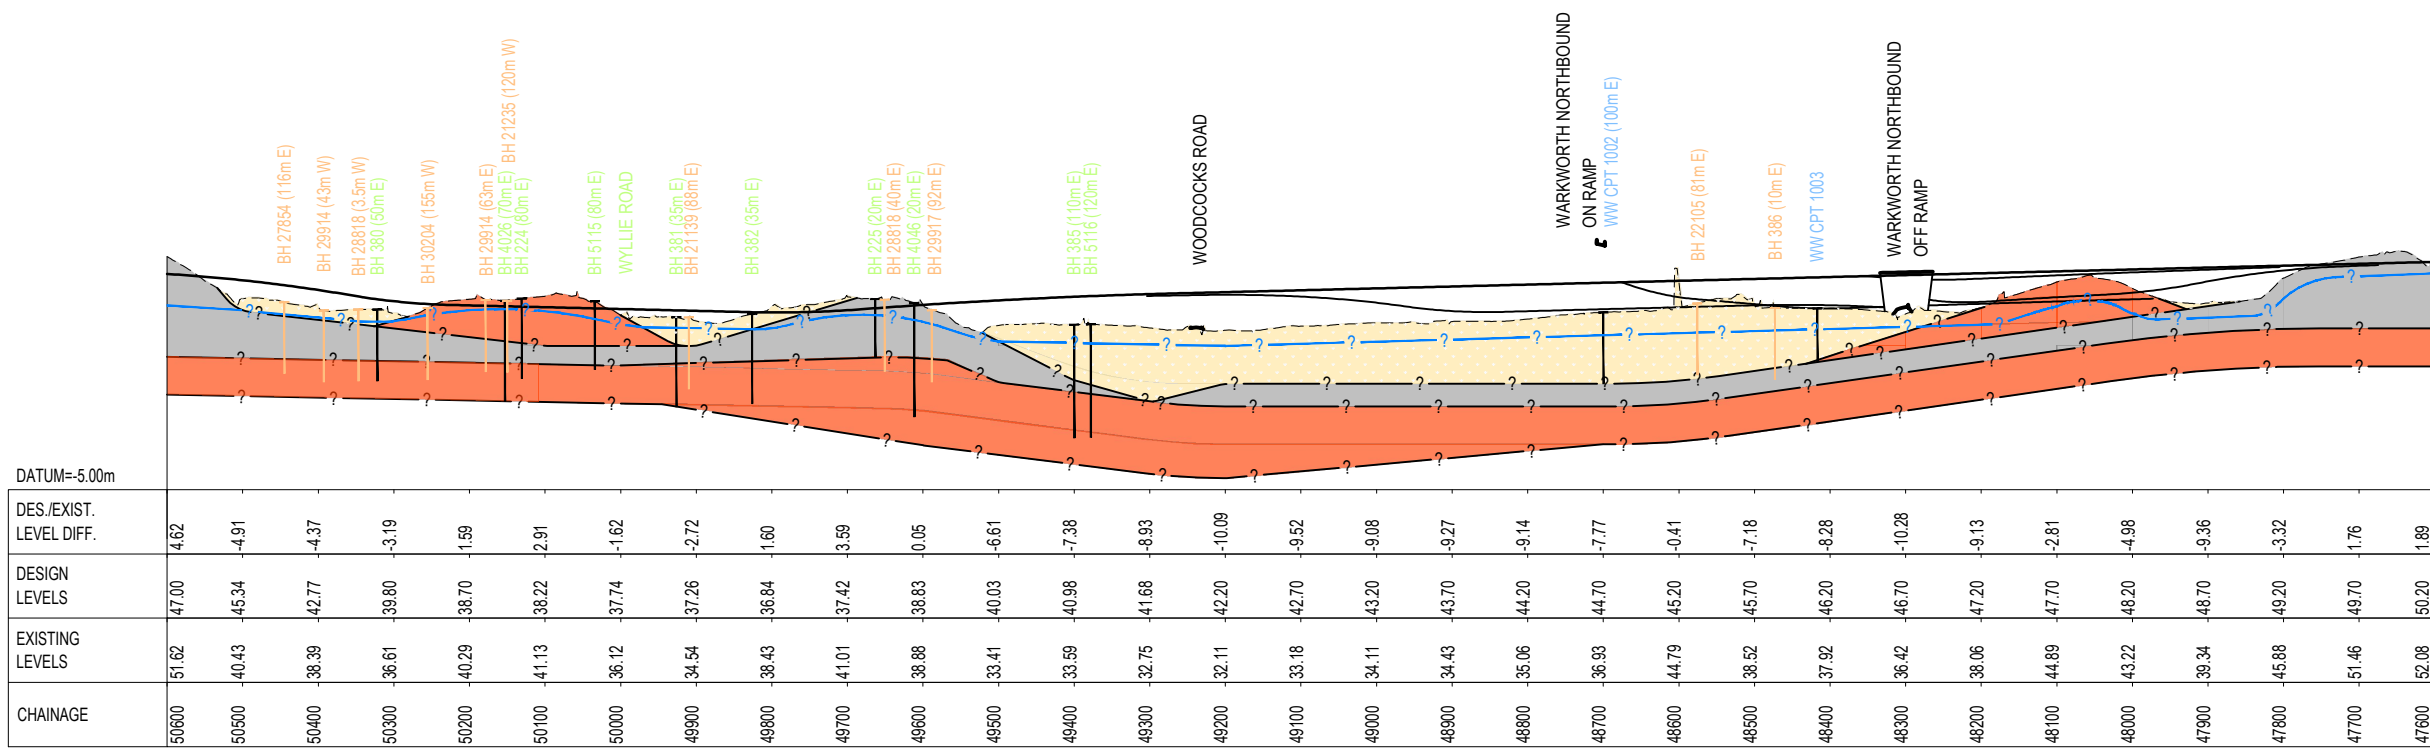 WARKWORTH NORTHBOUND
ON RAMP
WW CPT 1002 (100m E)
WARKWORTH NORTHBOUND
OFF RAMP
BH 27854 (116m E)
BH 29914 (43m W)
BH 28818 (3.5m W)
BH 380 (50m E)
BH 30204 (155m W)
BH 29914 (63m E)
BH 4026 (70m E)
BH 21235 (120m W)
BH 224 (80m E)
BH 5115 (80m E)
WYLLIE ROAD
BH 381 (35m E)
BH 21139 (88m E)
BH 382 (35m E)
BH 225 (20m E)
BH 28818 (40m E)
BH 4046 (20m E)
BH 29917 (92m E)
BH 385 (110m E)
BH 5116 (120m E)
WOODCOCKS ROAD
BH 22105 (81m E)
BH 386 (10m E)
WW CPT 1003
DATUM=-5.00m
DES./EXIST.
LEVEL DIFF.
4.62 -4.91 -4.37 -3.19 1.59 2.91 -1.62 -2.72 1.60 3.59 0.05 -6.61 -7.38 -8.93 -10.09 -9.52 -9.08 -9.27 -9.14 -7.77 -0.41 -7.18 -8.28 -10.28 -9.13 -2.81 -4.98 -9.36 -3.32 1.76 1.89
DESIGN
LEVELS
47.00 45.34 42.77 39.80 38.70 38.22 37.74 37.26 36.84 37.42 38.83 40.03 40.98 41.68 42.20 42.70 43.20 43.70 44.20 44.70 45.20 45.70 46.20 46.70 47.20 47.70 48.20 48.70 49.20 49.70 50.20
EXISTING
LEVELS
51.62 40.43 38.39 36.61 40.29 41.13 36.12 34.54 38.43 41.01 38.88 33.41 33.59 32.75 32.11 33.18 34.11 34.43 35.06 36.93 44.79 38.52 37.92 36.42 38.06 44.89 43.22 39.34 45.88 51.46 52.08
CHAINAGE
50600 50500 50400 50300 50200 50100 50000 49900 49800 49700 49600 49500 49400 49300 49200 49100 49000 48900 48800 48700 48600 48500 48400 48300 48200 48100 48000 47900 47800 47700 47600